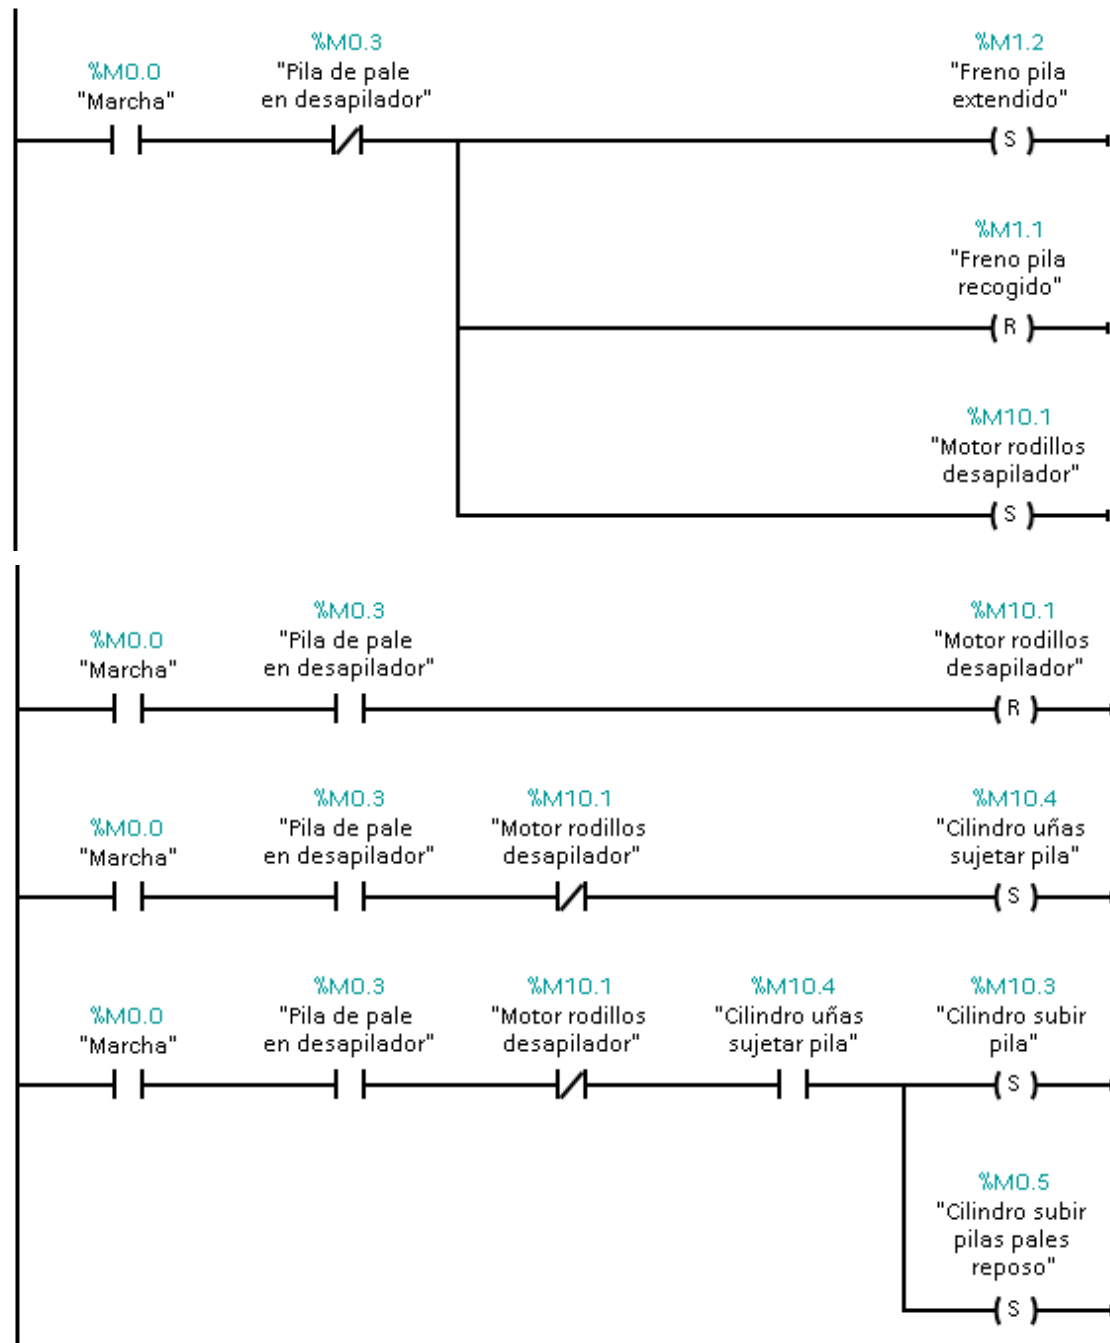 %M0.3
%M1.2
%M0.0
"Pila de pale
"Freno pila
"Marcha"
en desapilador"
extendido"
S
%M1.1
"Freno pila
recogido"
R
%M10.1
"Motor rodillos
desapilador"
S
%M0.3
%M10.1
%M0.0
"Pila de pale
"Motor rodillos
"Marcha"
en desapilador"
desapilador"
R
%M0.3
%M10.1
%M10.4
%M0.0
"Pila de pale
"Motor rodillos
"Cilindro uñas
"Marcha"
en desapilador"
desapilador"
sujetar pila"
S
%M0.3
%M10.1
%M10.4
%M10.3
%M0.0
"Pila de pale
"Motor rodillos
"Cilindro uñas
"Cilindro subir
"Marcha"
en desapilador"
desapilador"
sujetar pila"
pila"
S
%M0.5
"Cilindro subir
pilas pales
reposo"
S